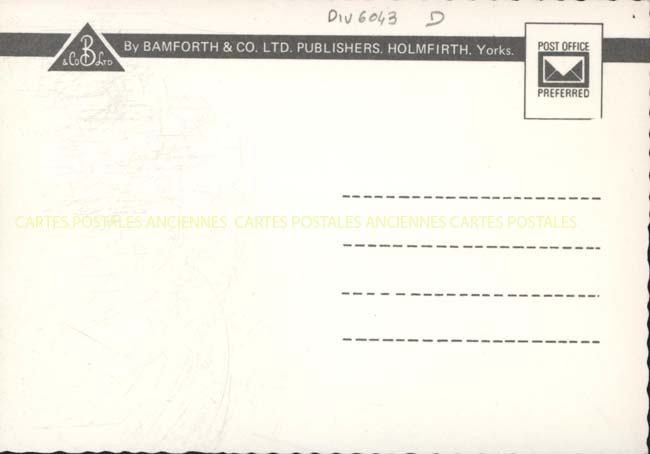 Div 6043 D
B & Co LTD
By BAMFORTH & CO. LTD. PUBLISHERS. HOLMFIRTH. Yorks.
POST OFFICE
PREFERRED
CARTES POSTALES ANCIENNES CARTES POSTALES ANCIENNES CARTES POSTALES